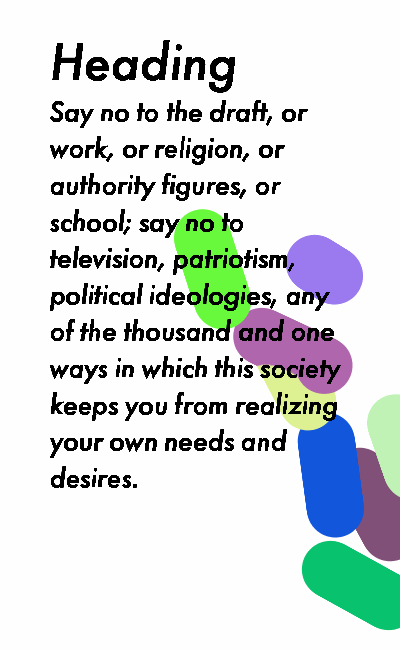 Heading
Say no to the draft, or
work, or religion, or
authority figures, or
school; say no to
television, patriotism,
political ideologies, any
of the thousand and one
ways in which this society
keeps you from realizing
your own needs and
desires.